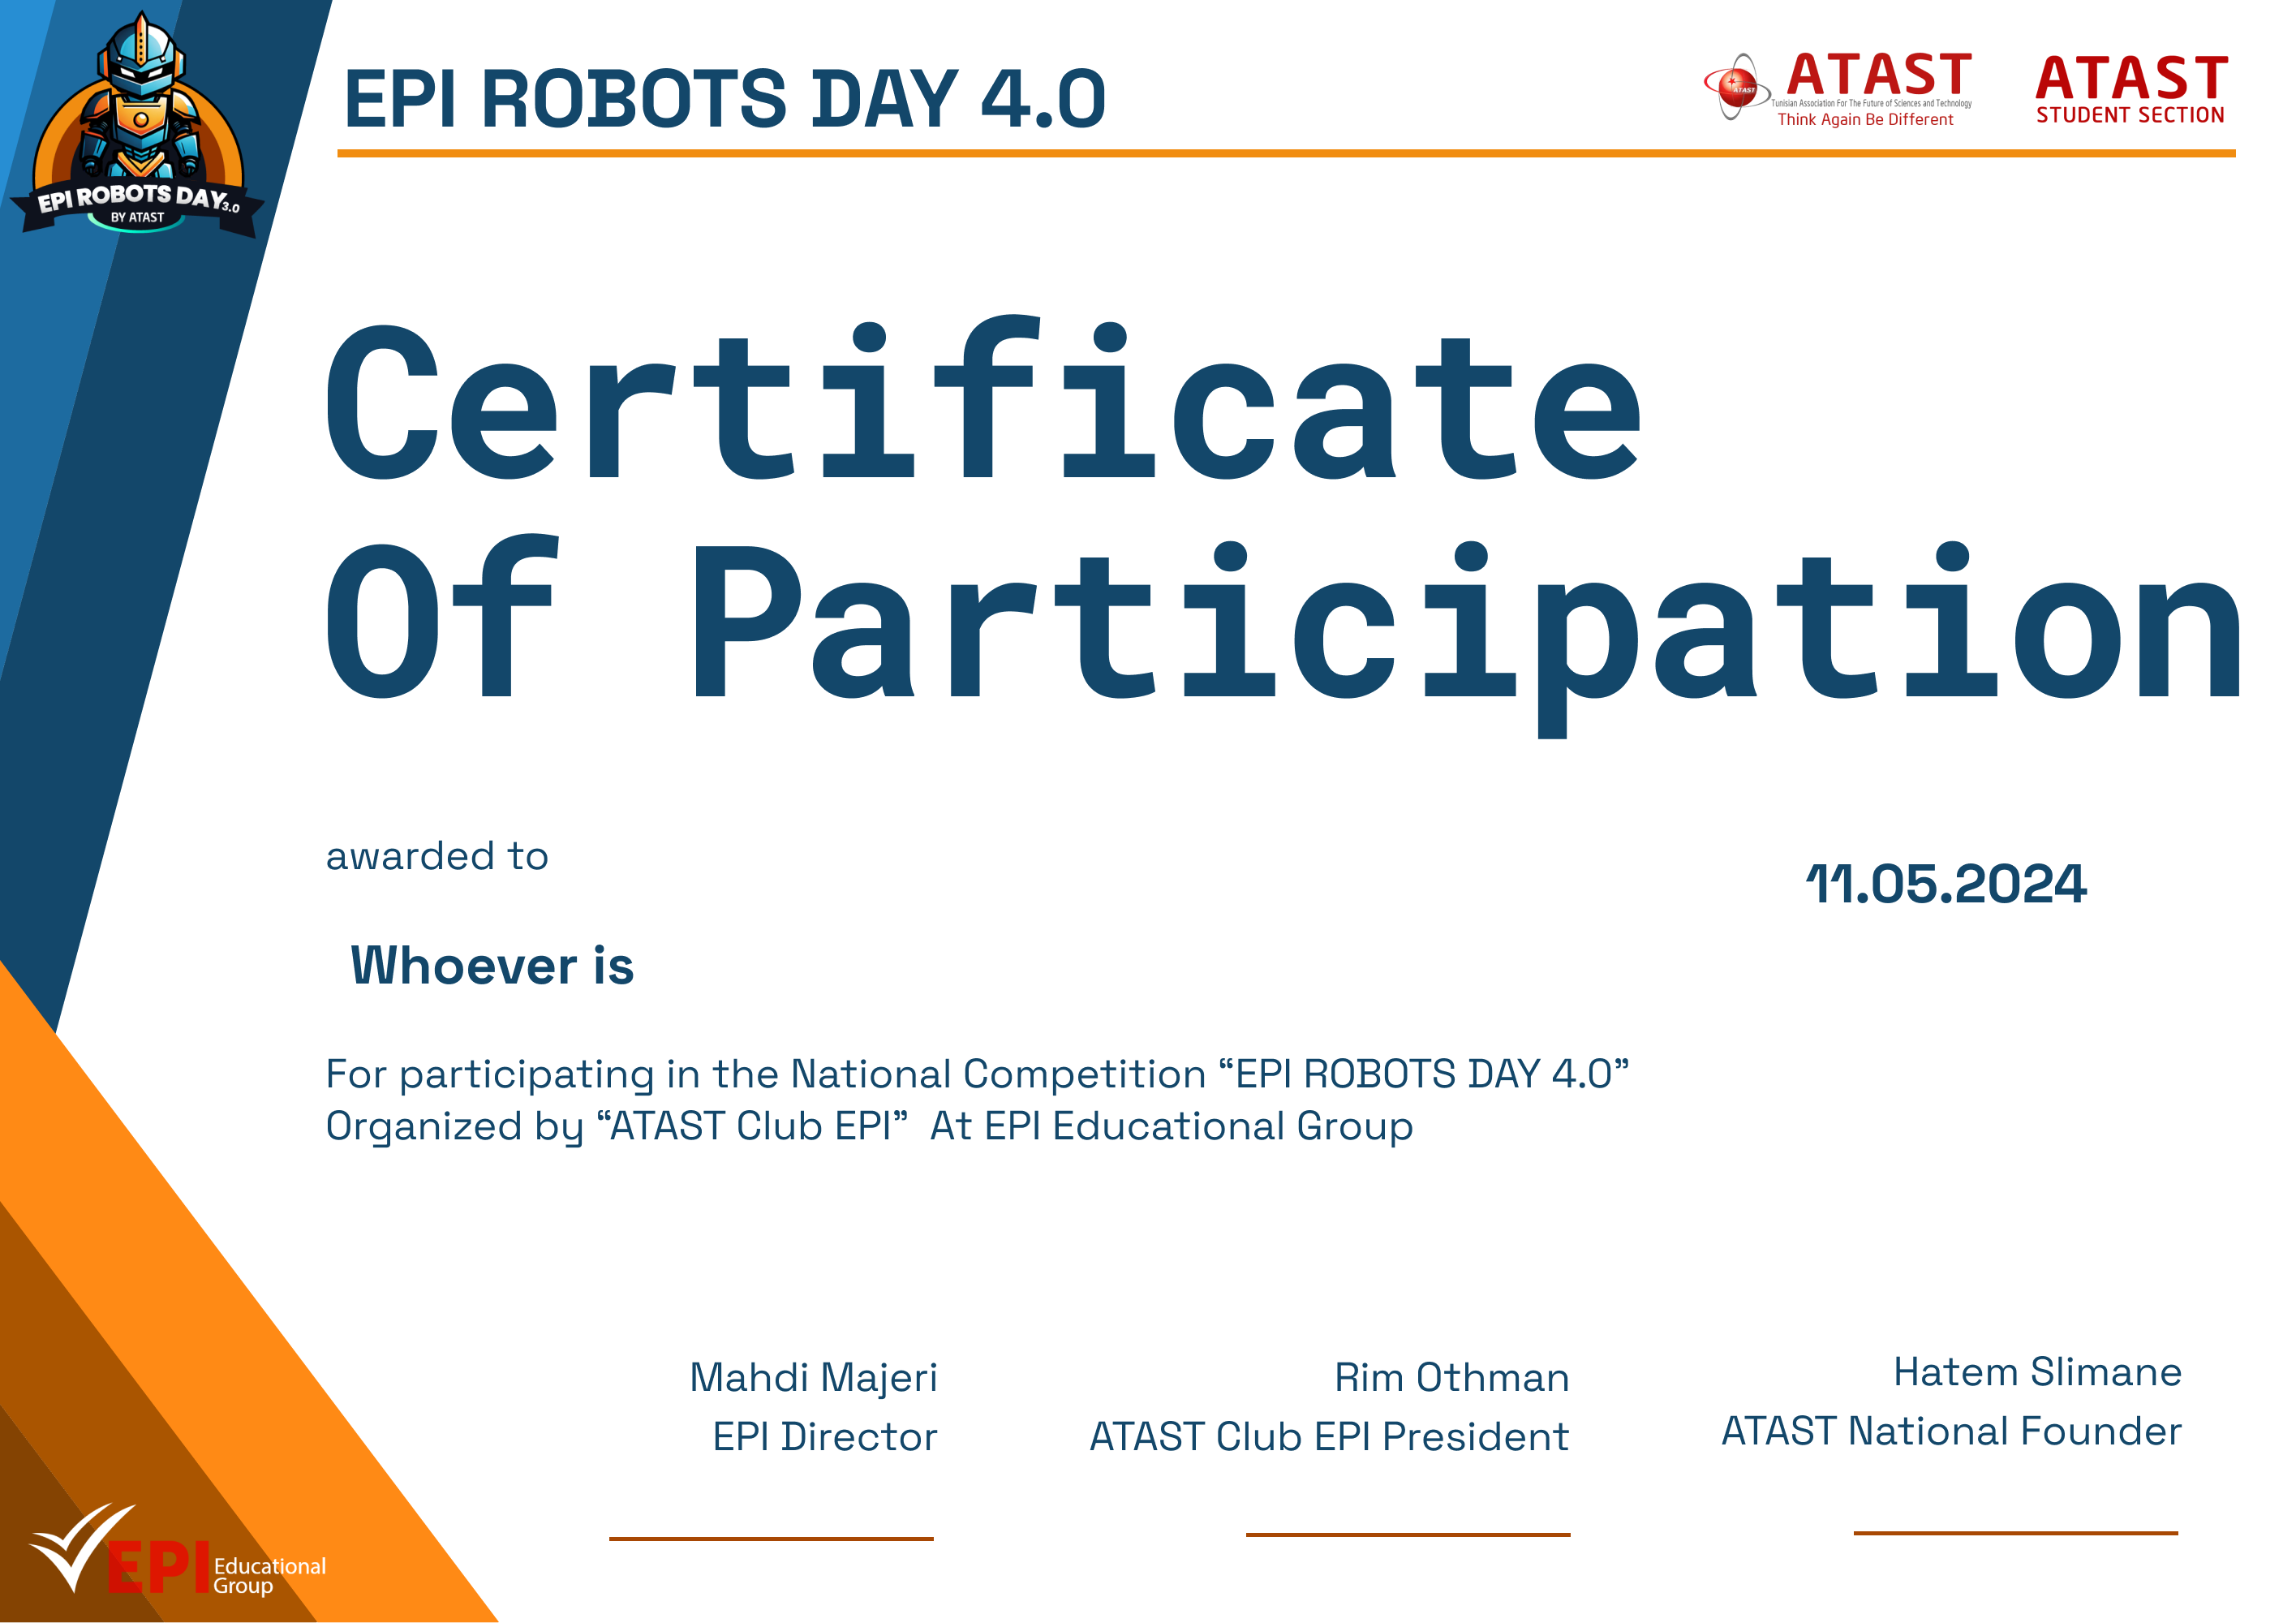 EPI ROBOTS DAY 4.0
ATAST
Tunisian Association For The Future of Sciences and Technology
Think Again Be Different
ATAST
STUDENT SECTION
ATAST
EPI ROBOTS DAY 3.0
BY ATAST
Certificate
Of Participation
awarded to
11.05.2024
Whoever is
For participating in the National Competition “EPI ROBOTS DAY 4.0”
Organized by “ATAST Club EPI” At EPI Educational Group
Mahdi Majeri
EPI Director
Rim Othman
ATAST Club EPI President
Hatem Slimane
ATAST National Founder
EPI Educational
Group